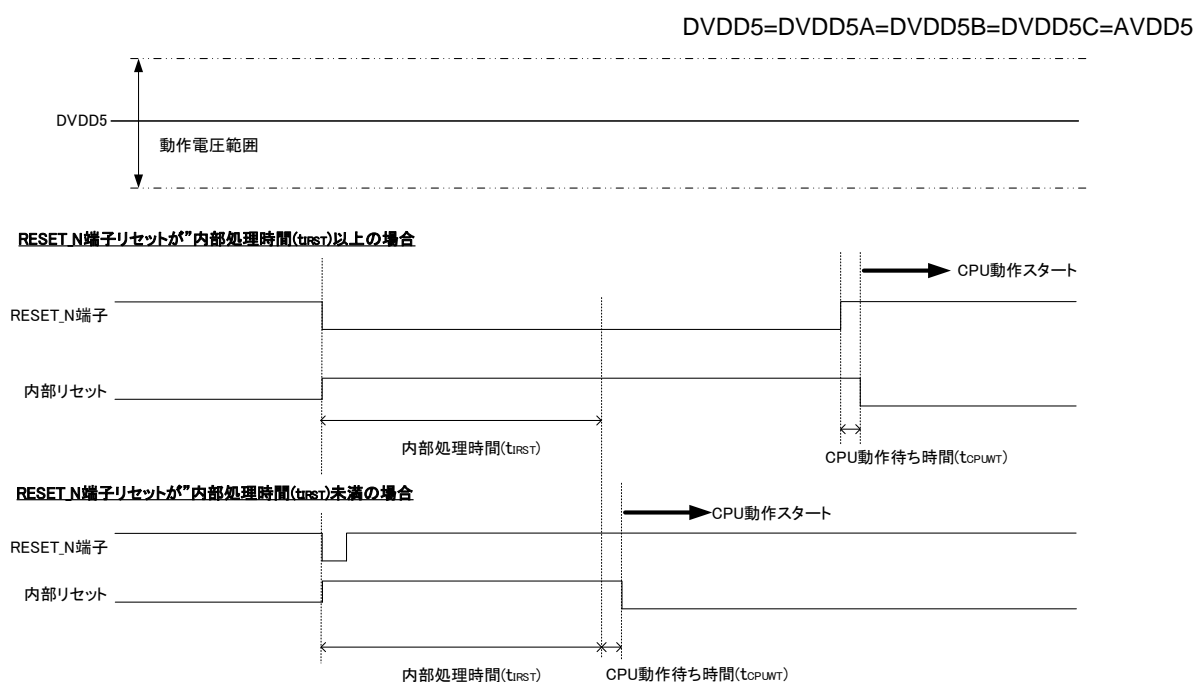 DVDD5=DVDD5A=DVDD5B=DVDD5C=AVDD5
DVDD5
動作電圧範囲
RESET_N端子リセットが”内部処理時間(tIRST)以上の場合
CPU動作スタート
RESET_N端子
内部リセット
内部処理時間(tIRST)
CPU動作待ち時間(tCPUWT)
RESET_N端子リセットが”内部処理時間(tIRST)未満の場合
CPU動作スタート
RESET_N端子
内部リセット
内部処理時間(tIRST)
CPU動作待ち時間(tCPUWT)